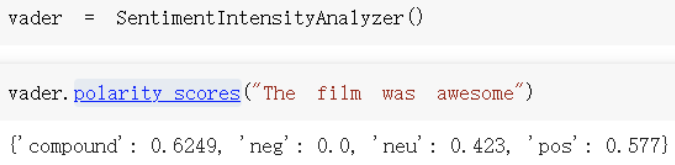 vader = SentimentIntensityAnalyzer()
vader.polarity_scores("The film was awesome")
{'compound': 0.6249, 'neg': 0.0, 'neu': 0.423, 'pos': 0.577}